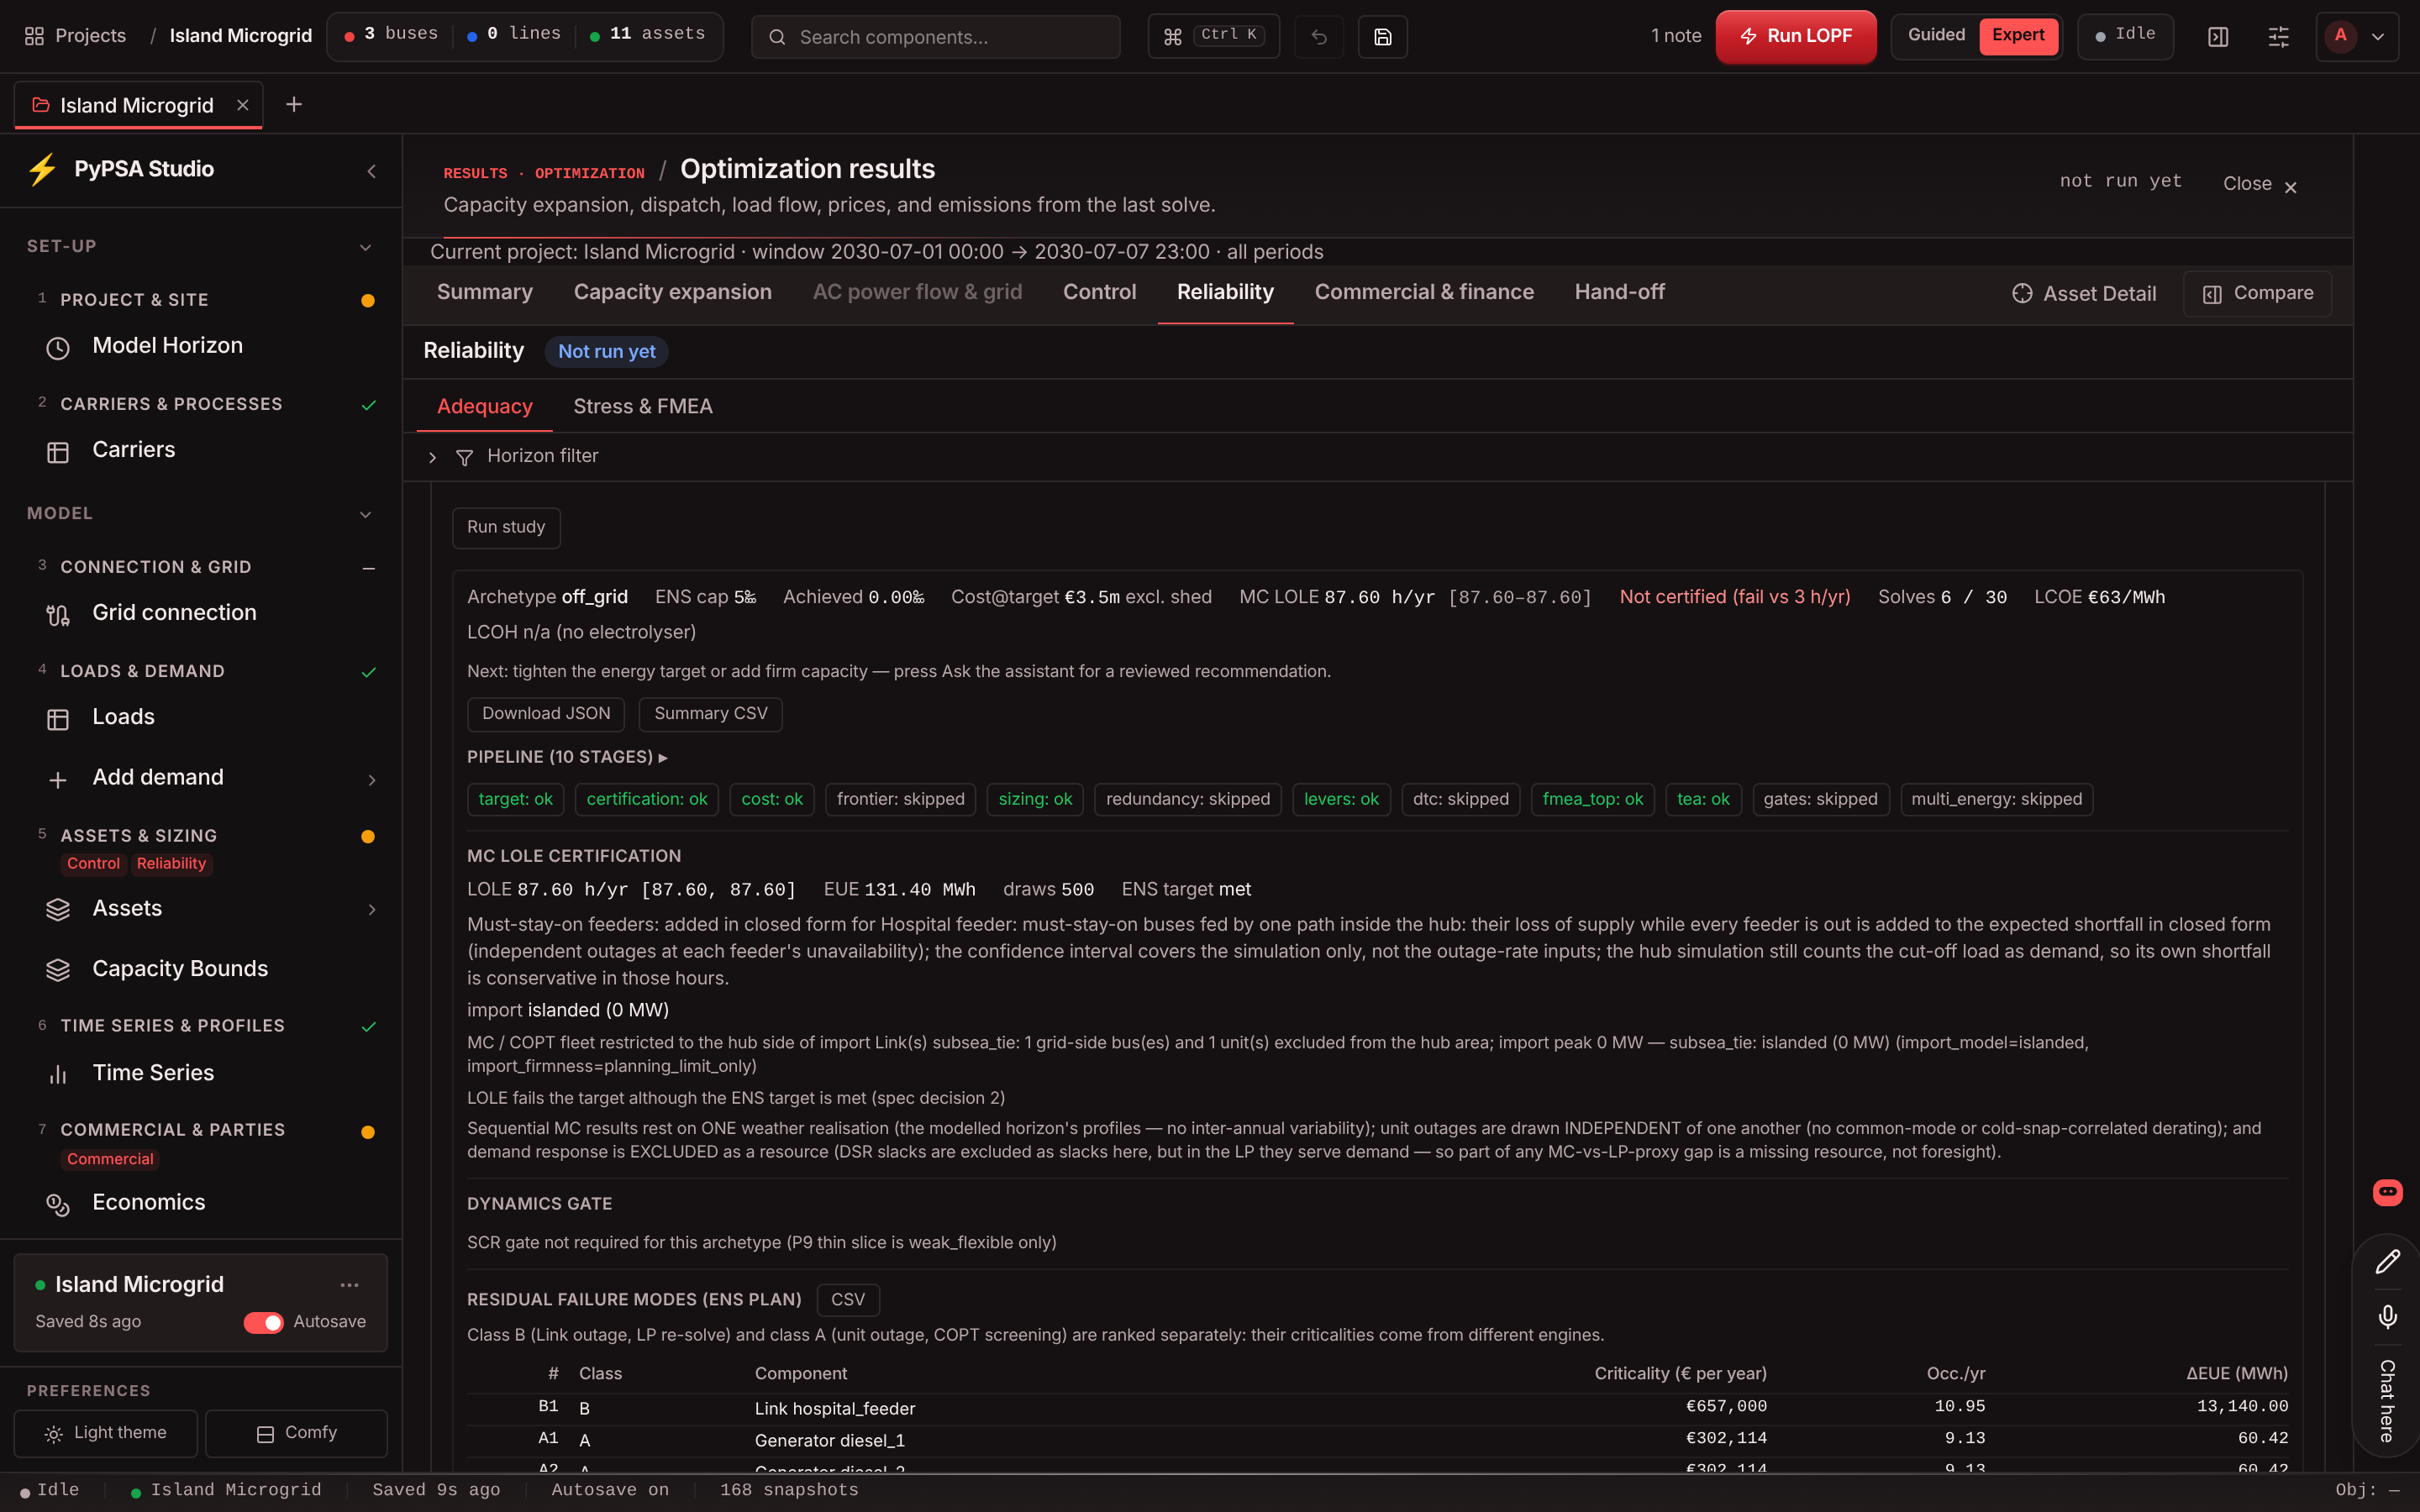 Projects / Island Microgrid 3 buses 0 lines 11 assets Search components... Ctrl K 1 note Run LOPF Guided Expert Idle A
Island Microgrid
PyPSA Studio
SET-UP
1 PROJECT & SITE
Model Horizon
2 CARRIERS & PROCESSES
Carriers
MODEL
3 CONNECTION & GRID
Grid connection
4 LOADS & DEMAND
Loads
Add demand
5 ASSETS & SIZING
Control Reliability
Assets
Capacity Bounds
6 TIME SERIES & PROFILES
Time Series
7 COMMERCIAL & PARTIES
Commercial
Economics
Island Microgrid
Saved 8s ago Autosave
PREFERENCES
Light theme Comfy
RESULTS · OPTIMIZATION / Optimization results
Capacity expansion, dispatch, load flow, prices, and emissions from the last solve.
not run yet Close
Current project: Island Microgrid · window 2030-07-01 00:00 → 2030-07-07 23:00 · all periods
Summary Capacity expansion AC power flow & grid Control Reliability Commercial & finance Hand-off Asset Detail Compare
Reliability Not run yet
Adequacy Stress & FMEA
Horizon filter
Run study
Archetype off_grid ENS cap 5‰ Achieved 0.00‰ Cost@target €3.5m excl. shed MC LOLE 87.60 h/yr [87.60–87.60] Not certified (fail vs 3 h/yr) Solves 6 / 30 LCOE €63/MWh
LCOH n/a (no electrolyser)
Next: tighten the energy target or add firm capacity — press Ask the assistant for a reviewed recommendation.
Download JSON Summary CSV
PIPELINE (10 STAGES) ▸
target: ok certification: ok cost: ok frontier: skipped sizing: ok redundancy: skipped levers: ok dtc: skipped fmea_top: ok tea: ok gates: skipped multi_energy: skipped
MC LOLE CERTIFICATION
LOLE 87.60 h/yr [87.60, 87.60] EUE 131.40 MWh draws 500 ENS target met
Must-stay-on feeders: added in closed form for Hospital feeder: must-stay-on buses fed by one path inside the hub: their loss of supply while every feeder is out is added to the expected shortfall in closed form
(independent outages at each feeder's unavailability); the confidence interval covers the simulation only, not the outage-rate inputs; the hub simulation still counts the cut-off load as demand, so its own shortfall
is conservative in those hours.
import islanded (0 MW)
MC / COPT fleet restricted to the hub side of import Link(s) subsea_tie: 1 grid-side bus(es) and 1 unit(s) excluded from the hub area; import peak 0 MW — subsea_tie: islanded (0 MW) (import_model=islanded,
import_firmness=planning_limit_only)
LOLE fails the target although the ENS target is met (spec decision 2)
Sequential MC results rest on ONE weather realisation (the modelled horizon's profiles — no inter-annual variability); unit outages are drawn INDEPENDENT of one another (no common-mode or cold-snap-correlated derating); and
demand response is EXCLUDED as a resource (DSR slacks are excluded as slacks here, but in the LP they serve demand — so part of any MC-vs-LP-proxy gap is a missing resource, not foresight).
DYNAMICS GATE
SCR gate not required for this archetype (P9 thin slice is weak_flexible only)
RESIDUAL FAILURE MODES (ENS PLAN) CSV
Class B (Link outage, LP re-solve) and class A (unit outage, COPT screening) are ranked separately: their criticalities come from different engines.
# Class Component Criticality (€ per year) Occ./yr ΔEUE (MWh)
B1 B Link hospital_feeder €657,000 10.95 13,140.00
A1 A Generator diesel_1 €302,114 9.13 60.42
A2 A Generator diesel_2 €302,114 9.13 60.42
Chat here
Idle Island Microgrid Saved 9s ago Autosave on 168 snapshots Obj: —